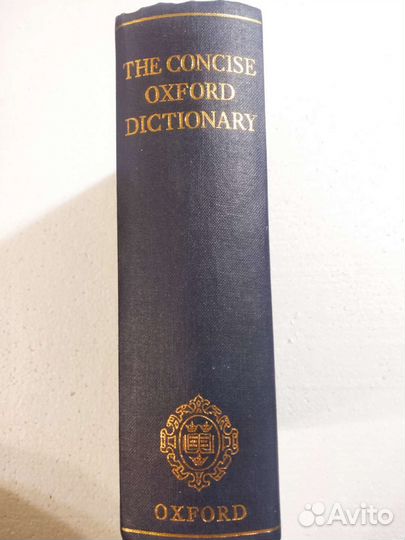 THE CONCISE
OXFORD
DICTIONARY
OXFORD
Avito